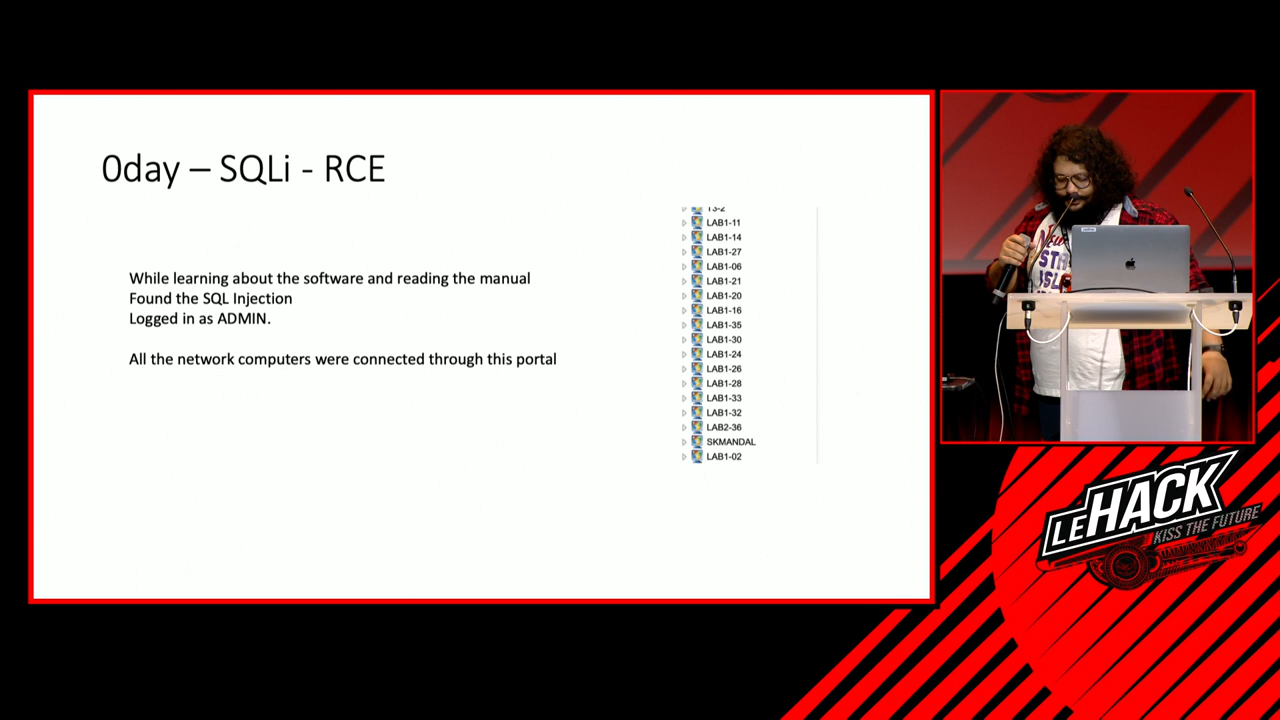 0day – SQLi - RCE
While learning about the software and reading the manual
Found the SQL Injection
Logged in as ADMIN.
All the network computers were connected through this portal
T3-2
LAB1-11
LAB1-14
LAB1-27
LAB1-06
LAB1-21
LAB1-20
LAB1-16
LAB1-35
LAB1-30
LAB1-24
LAB1-26
LAB1-28
LAB1-33
LAB1-32
LAB2-36
SKMANDAL
LAB1-02
LEHACK
KISS THE FUTURE